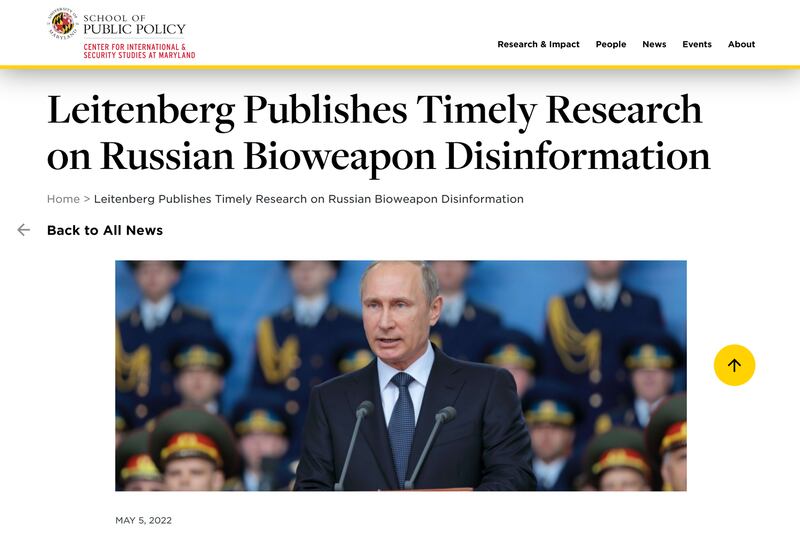 UNIVERSITY OF
MARYLAND
SCHOOL OF
PUBLIC POLICY
CENTER FOR INTERNATIONAL &
SECURITY STUDIES AT MARYLAND
Research & Impact
People
News
Events
About
Leitenberg Publishes Timely Research
on Russian Bioweapon Disinformation
Home > Leitenberg Publishes Timely Research on Russian Bioweapon Disinformation
Back to All News
MAY 5, 2022